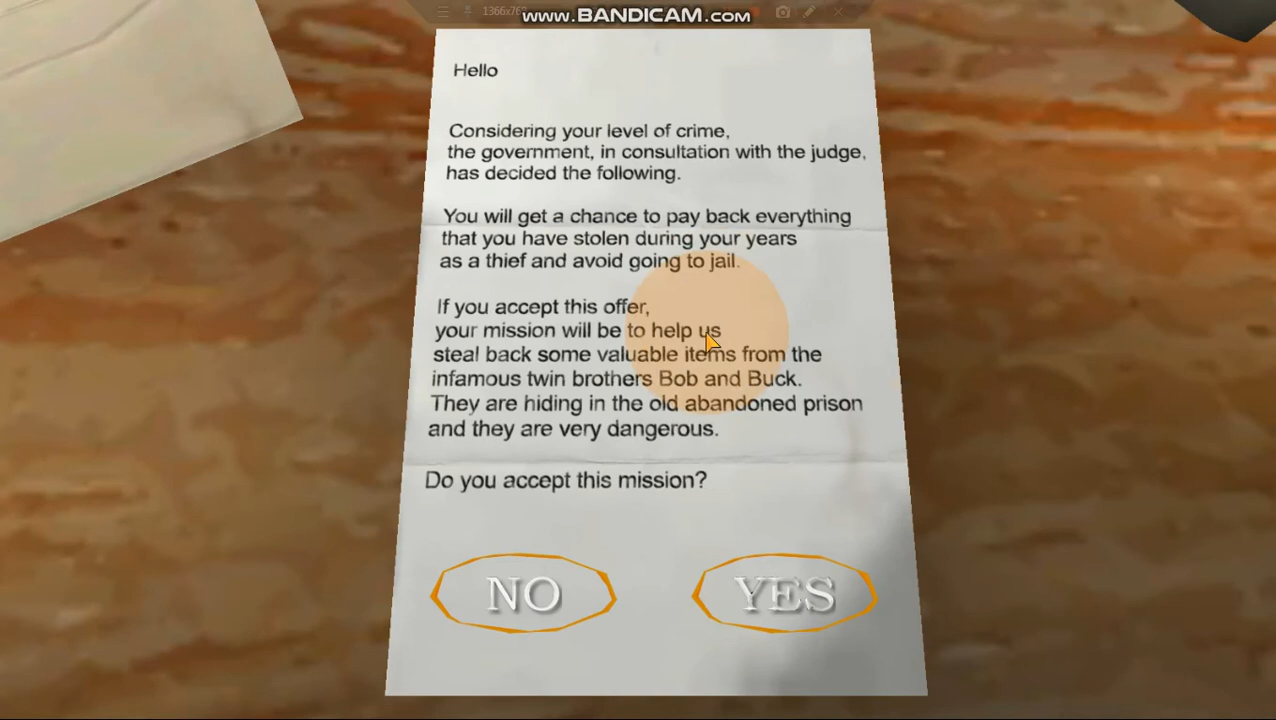 1366x768
www.BANDICAM.com
Hello
Considering your level of crime,
the government, in consultation with the judge,
has decided the following.
You will get a chance to pay back everything
that you have stolen during your years
as a thief and avoid going to jail.
If you accept this offer,
your mission will be to help us
steal back some valuable items from the
infamous twin brothers Bob and Buck.
They are hiding in the old abandoned prison
and they are very dangerous.
Do you accept this mission?
NO YES